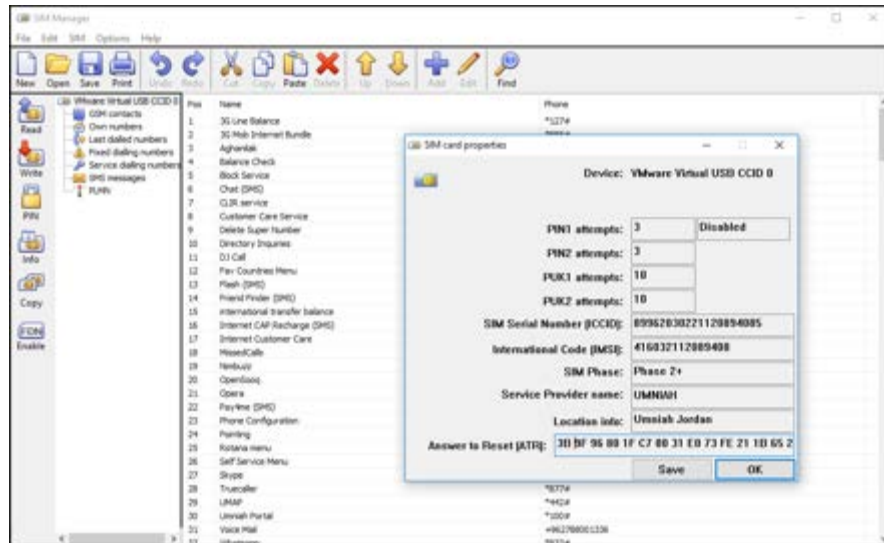 SIM Manager
File Edit SIM Options Help
New Open Save Print Undo Redo Cut Copy Paste Delete Up Down Add Edit Find
Read
Write
PIN
Info
Copy
FDN
Enable
VMware Virtual USB CCID 0
GSM contacts
Own numbers
Last dialled numbers
Fixed dialing numbers
Service dialing numbers
SMS messages
PLMN
Pos Name Phone
1 3G Line Balance *127#
2 3G Mob Internet Bundle
3
4 Balance Check
5 Block Service
6 Chat (SMS)
7 CLIR service
8 Customer Care Service
9 Delete Super Number
10 Directory Inquiries
11 DJ Call
12 Fav Countries Menu
13 Flash (SMS)
14 Friend Finder (SMS)
15 international transfer balance
16 Internet CAP Recharge (SMS)
17 Internet Customer Care
18 MissedCalls
19 Nimbuzz
20 OpenSooq
21 Opera
22 Pay4me (SMS)
23 Phone Configuration
24 Pointing
25 Rotana menu
26 Self Service Menu
27 Skype
28 Truecaller
29 UMAP
30 Umniah Portal *100#
31 Voice Mail +962788001336
SIM card properties
Device: VMware Virtual USB CCID 0
PIN1 attempts: 3 Disabled
PIN2 attempts: 3
PUK1 attempts: 10
PUK2 attempts: 10
SIM Serial Number (ICCID): 89962030221120894085
International Code (IMSI): 416032112089408
SIM Phase: Phase 2+
Service Provider name: UMNIAH
Location info: Umniah Jordan
Answer to Reset (ATR): 3B 9F 96 80 1F C7 80 31 E0 73 FE 21 1B 65 2
Save OK